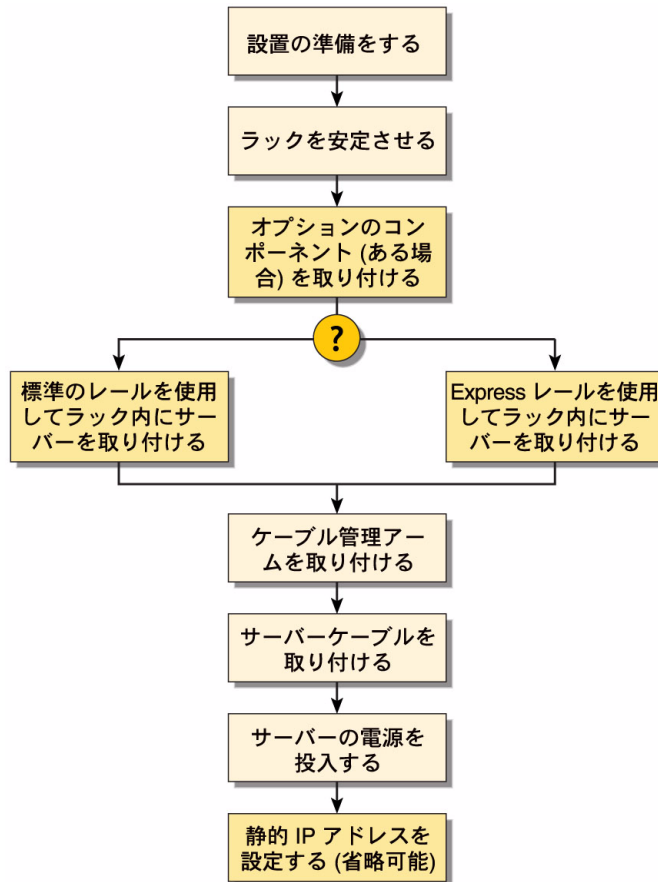 設置の準備をする
ラックを安定させる
オプションのコン
ポーネント (ある場
合) を取り付ける
?
標準のレールを使用
してラック内にサー
バーを取り付ける
Express レールを使用
してラック内にサー
バーを取り付ける
ケーブル管理アー
ムを取り付ける
サーバーケーブルを
取り付ける
サーバーの電源を
投入する
静的 IP アドレスを
設定する (省略可能)